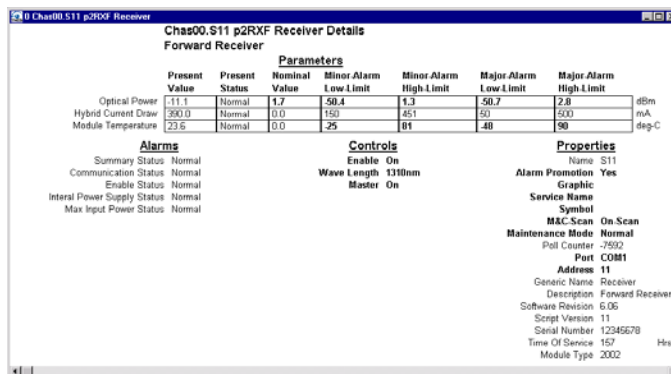 0 Chas00.S11 p2RXF Receiver
Chas00.S11 p2RXF Receiver Details
Forward Receiver
Parameters
Present Value Present Status Nominal Value Minor-Alarm Low-Limit Minor-Alarm High-Limit Major-Alarm Low-Limit Major-Alarm High-Limit
Optical Power -11.1 Normal 1.7 -50.4 1.3 -50.7 2.8 dBm
Hybrid Current Draw 390.0 Normal 0.0 150 451 50 500 mA
Module Temperature 23.6 Normal 0.0 -25 81 -40 90 deg-C
Alarms
Summary Status Normal
Communication Status Normal
Enable Status Normal
Interal Power Supply Status Normal
Max Input Power Status Normal
Controls
Enable On
Wave Length 1310nm
Master On
Properties
Name S11
Alarm Promotion Yes
Graphic
Service Name
Symbol
M&C-Scan On-Scan
Maintenance Mode Normal
Poll Counter -7592
Port COM1
Address 11
Generic Name Receiver
Description Forward Receiver
Software Revision 6.06
Script Version 11
Serial Number 12345678
Time Of Service 157 Hrs
Module Type 2002